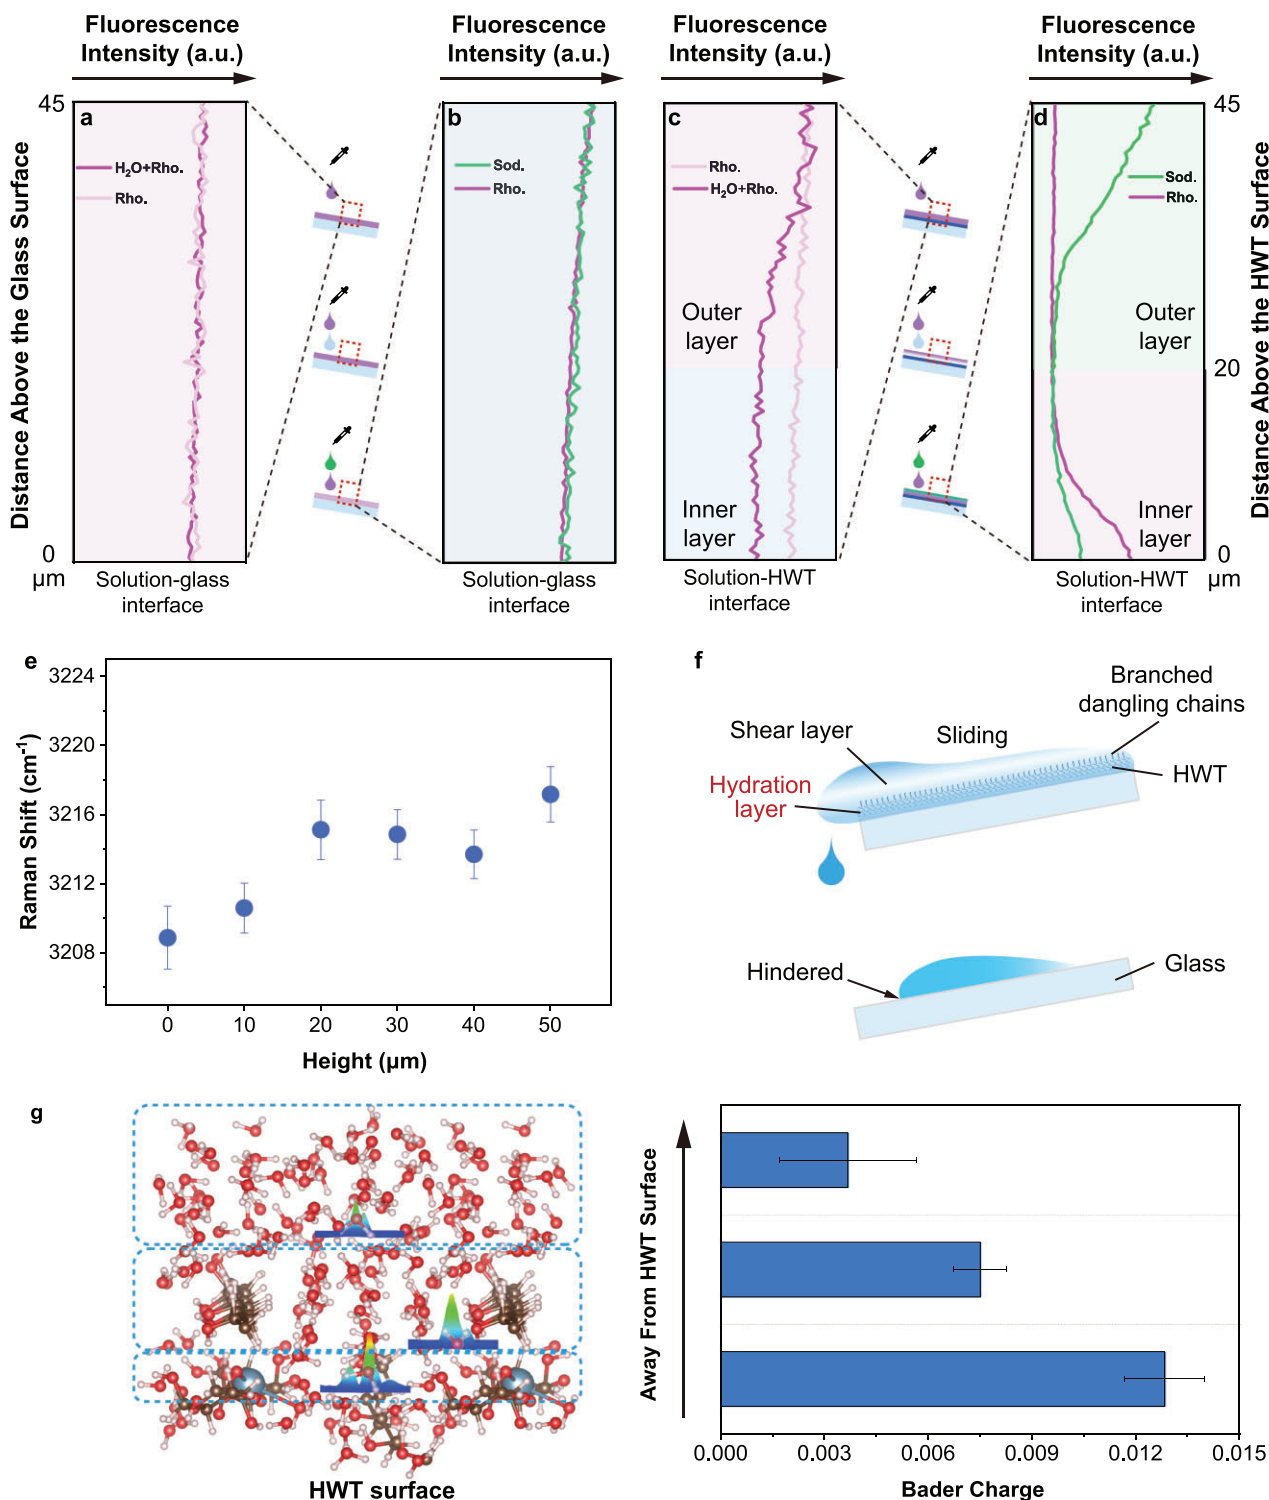 Fluorescence
Intensity (a.u.)
Fluorescence
Intensity (a.u.)
Fluorescence
Intensity (a.u.)
Fluorescence
Intensity (a.u.)
Distance Above the Glass Surface
45
0
μm
a
H₂O+Rho.
Rho.
Solution-glass
interface
b
Sod.
Rho.
Solution-glass
interface
c
Rho.
H₂O+Rho.
Outer
layer
Inner
layer
Solution-HWT
interface
d
Sod.
Rho.
Outer
layer
Inner
layer
Solution-HWT
interface
45
20
0
μm
Distance Above the HWT Surface
e
Raman Shift (cm⁻¹)
3224
3220
3216
3212
3208
0 10 20 30 40 50
Height (μm)
f
Branched
dangling chains
Shear layer
Sliding
HWT
Hydration
layer
Hindered
Glass
g
HWT surface
Away From HWT Surface
0.000 0.003 0.006 0.009 0.012 0.015
Bader Charge